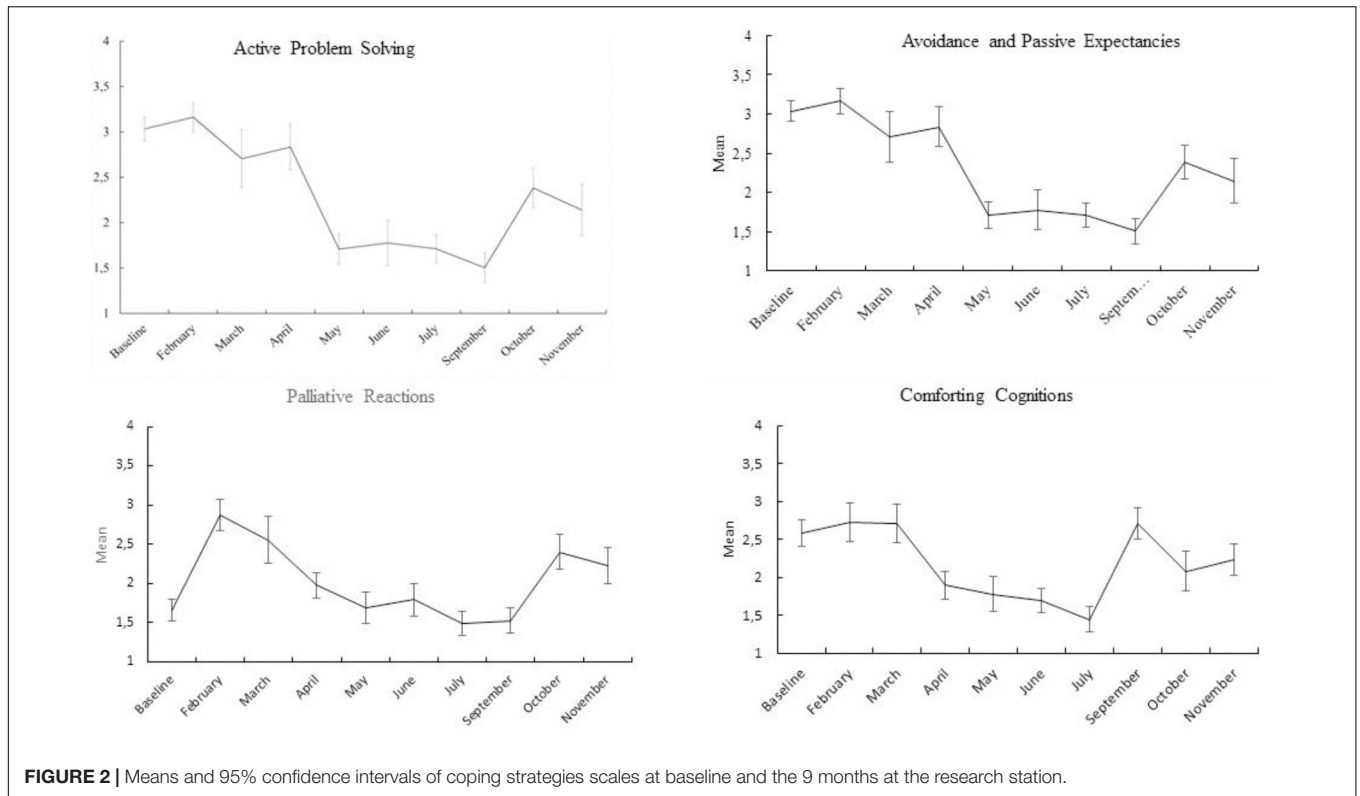 Active Problem Solving
4
3,5
3
2,5
2
1,5
1
Baseline
February
March
April
May
June
July
September
October
November
Avoidance and Passive Expectancies
Mean
4
3,5
3
2,5
2
1,5
1
Baseline
February
March
April
May
June
July
Septem...
October
November
Palliative Reactions
Mean
4
3,5
3
2,5
2
1,5
1
Baseline
February
March
April
May
June
July
September
October
November
Comforting Cognitions
Mean
4
3,5
3
2,5
2
1,5
1
Baseline
February
March
April
May
June
July
September
October
November
FIGURE 2 | Means and 95% confidence intervals of coping strategies scales at baseline and the 9 months at the research station.